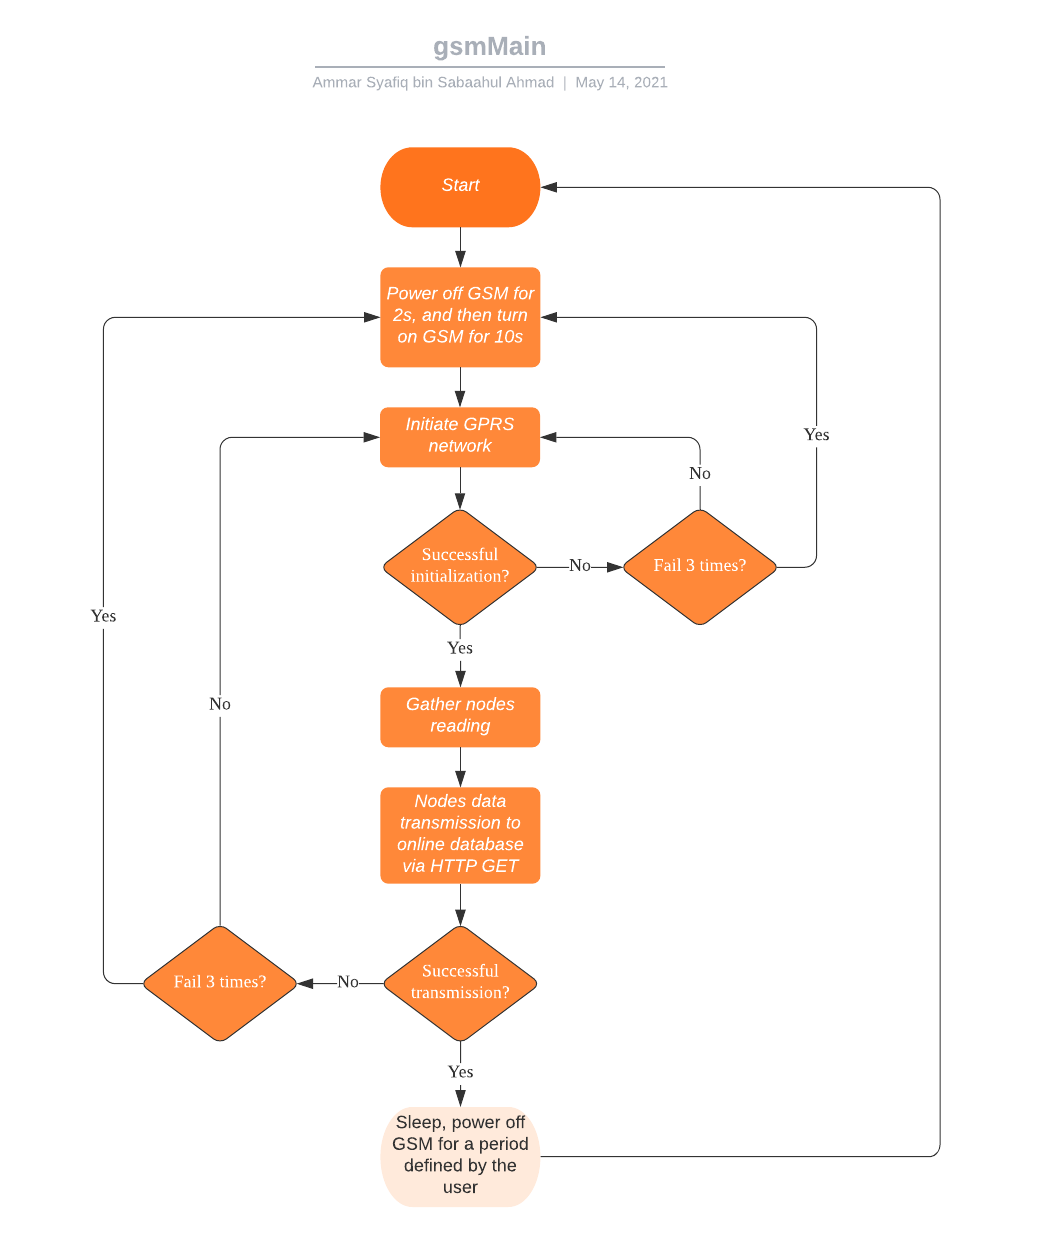 gsmMain
Ammar Syafiq bin Sabaahul Ahmad | May 14, 2021
Start
Power off GSM for
2s, and then turn
on GSM for 10s
Initiate GPRS
network
Yes
No
Successful
initialization?
No
Fail 3 times?
Yes
Yes
Gather nodes
reading
No
Nodes data
transmission to
online database
via HTTP GET
Successful
transmission?
No
Fail 3 times?
Yes
Sleep, power off
GSM for a period
defined by the
user